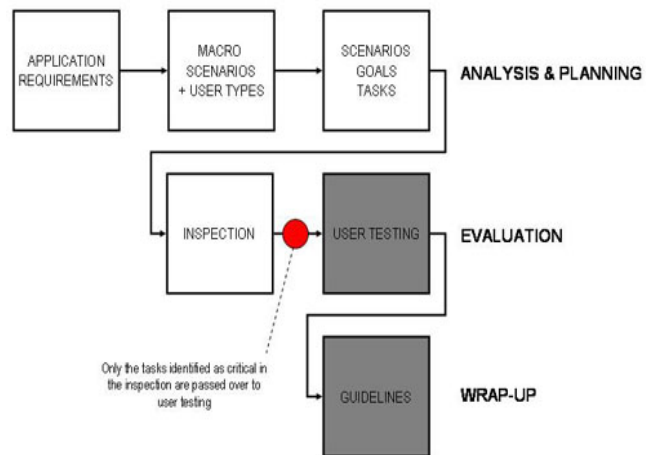 APPLICATION
REQUIREMENTS
MACRO
SCENARIOS
+ USER TYPES
SCENARIOS
GOALS
TASKS
ANALYSIS & PLANNING
INSPECTION
USER TESTING
EVALUATION
Only the tasks identified as critical in
the inspection are passed over to
user testing
GUIDELINES
WRAP-UP